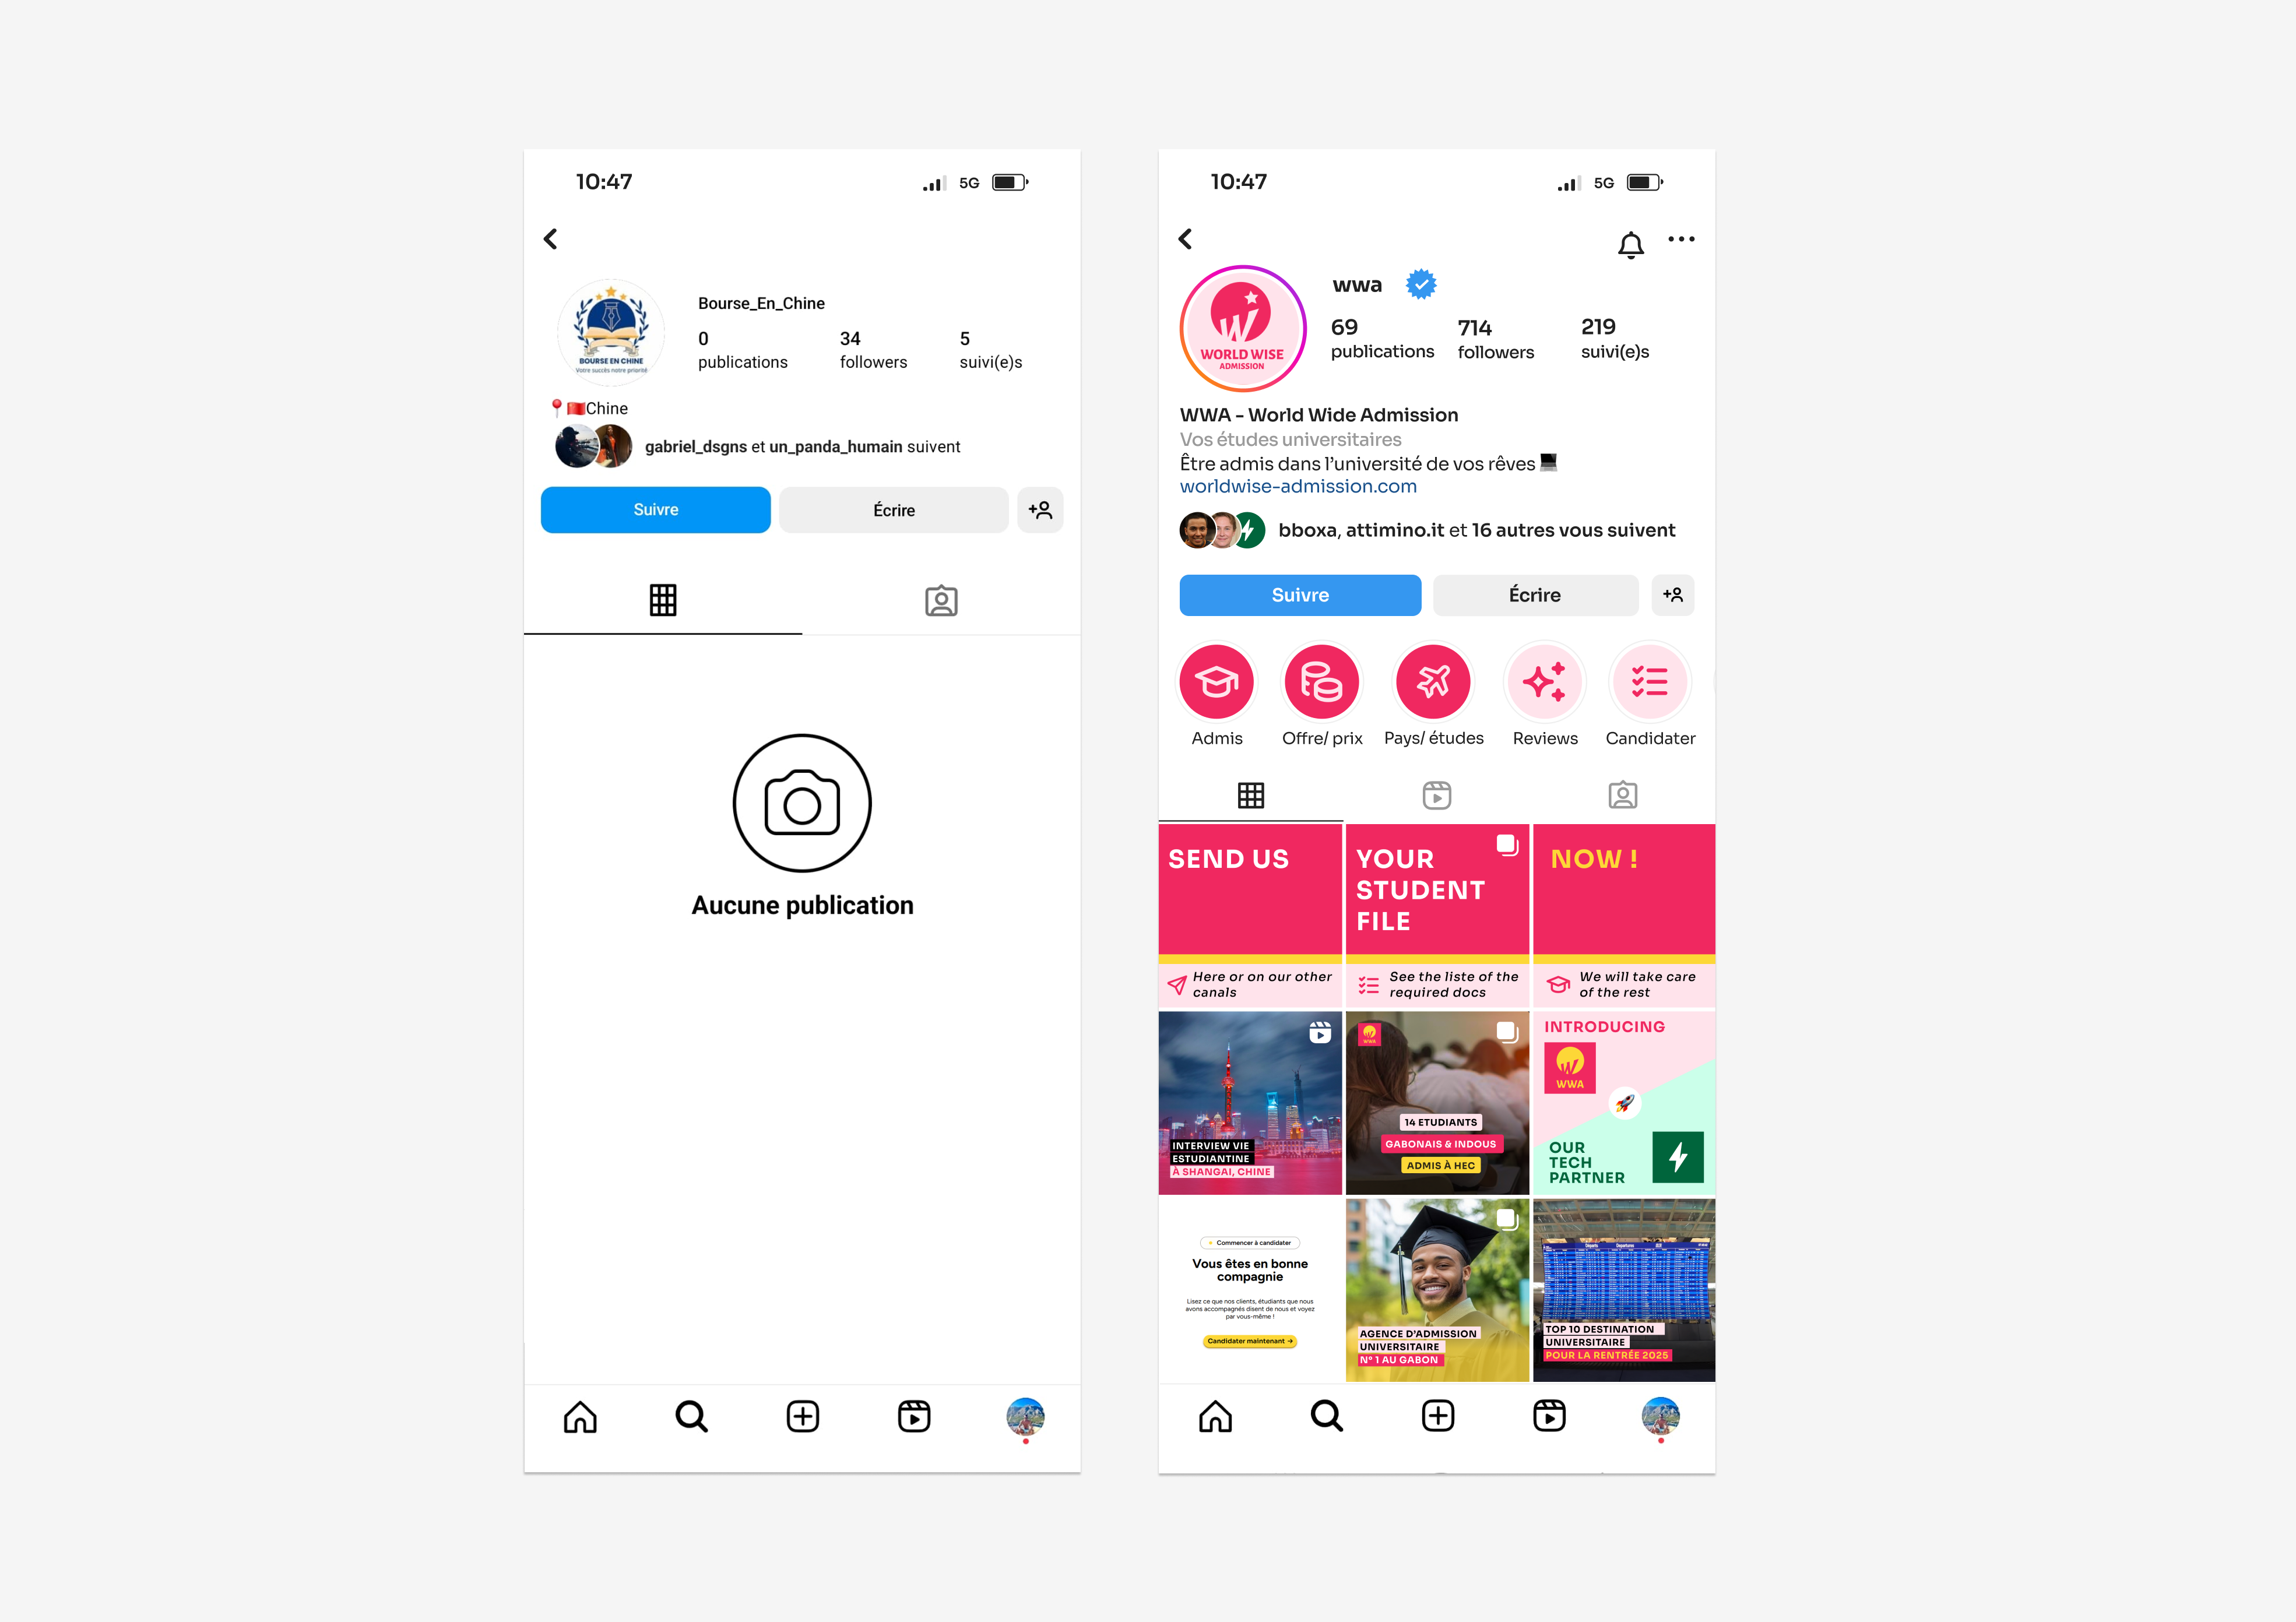 10:47
5G
Bourse_En_Chine
0
34
5
publications
followers
suivi(e)s
BOURSE EN CHINE
Votre succès notre priorité
Chine
gabriel_dsgns et un_panda_humain suivent
Suivre
Écrire
Aucune publication
10:47
5G
wwa
69
714
219
publications
followers
suivi(e)s
WORLD WISE
ADMISSION
WWA - World Wide Admission
Vos études universitaires
Être admis dans l’université de vos rêves
worldwise-admission.com
bboxa, attimino.it et 16 autres vous suivent
Suivre
Écrire
Admis
Offre/ prix
Pays/ études
Reviews
Candidater
SEND US
Here or on our other
canals
YOUR
STUDENT
FILE
See the liste of the
required docs
NOW !
We will take care
of the rest
INTERVIEW VIE
ESTUDIANTINE
À SHANGAI, CHINE
WWA
14 ETUDIANTS
GABONAIS & INDOUS
ADMIS À HEC
INTRODUCING
WWA
OUR
TECH
PARTNER
Commencer à candidater
Vous êtes en bonne
compagnie
Lisez ce que nos clients, étudiants que nous
avons accompagnés disent de nous et voyez
par vous-même !
Candidater maintenant →
AGENCE D’ADMISSION
UNIVERSITAIRE
N° 1 AU GABON
Départs
Departures
TOP 10 DESTINATION
UNIVERSITAIRE
POUR LA RENTRÉE 2025